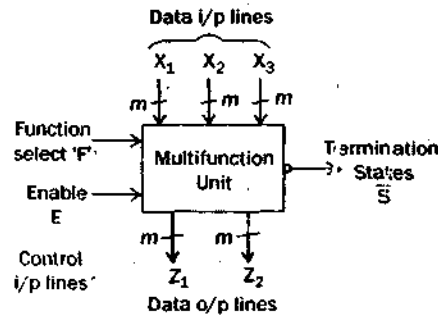 Data i/p lines
X1 X2 X3
m m m
Function
select 'F'
Multifunction
Unit
Termination
States
S̅
Enable
E
m m
Control
i/p lines'
Z1 Z2
Data o/p lines